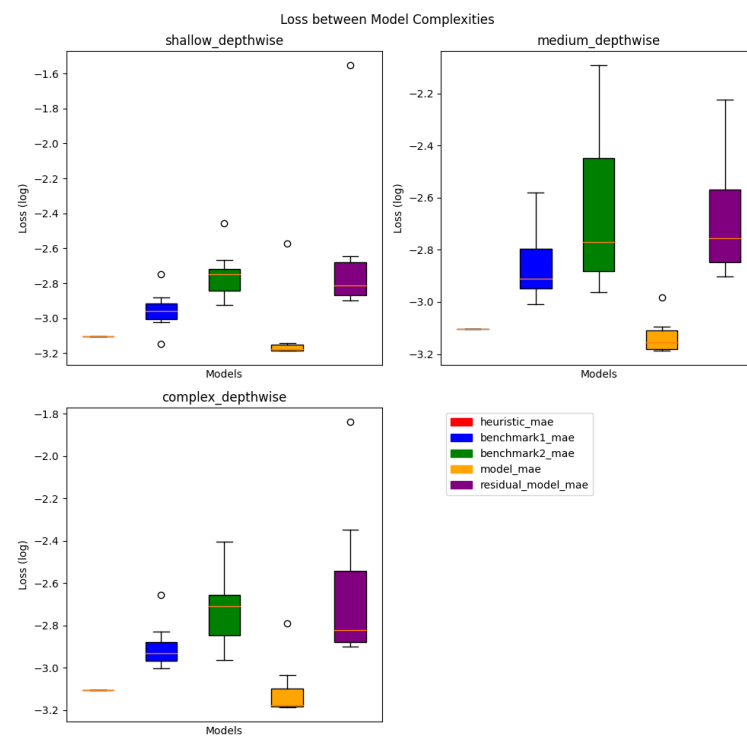 Loss between Model Complexities
shallow_depthwise
−1.6
−1.8
−2.0
−2.2
−2.4
−2.6
−2.8
−3.0
−3.2
Loss (log)
Models
medium_depthwise
−2.2
−2.4
−2.6
−2.8
−3.0
−3.2
Loss (log)
Models
complex_depthwise
−1.8
−2.0
−2.2
−2.4
−2.6
−2.8
−3.0
−3.2
Loss (log)
Models
heuristic_mae
benchmark1_mae
benchmark2_mae
model_mae
residual_model_mae